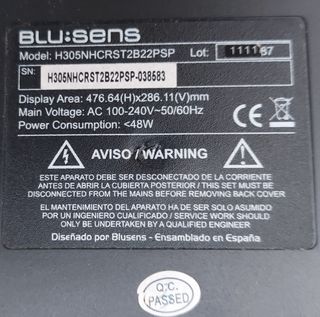 BLU:SENS
Model: H305NHCRST2B22PSP Lot: 111167
SN: H305NHCRST2B22PSP-038583
Display Area: 476.64(H)x286.11(V)mm
Main Voltage: AC 100-240V~50/60Hz
Power Consumption: <48W
AVISO / WARNING
ESTE APARATO DEBE SER DESCONECTADO DE LA CORRIENTE
ANTES DE ABRIR LA CUBIERTA POSTERIOR / THIS SET MUST BE
DISCONNECTED FROM MAINS BEFORE REMOVING BACK COVER
EL MANTENIMIENTO DEL APARATO HA DE SER SOLO ASUMIDO
POR UN INGENIERO CUALIFICADO / SERVICE WORK SHOULD
ONLY BE UNDERTAKEN BY A QUALIFIED ENGINEER
Diseñado por Blusens - Ensamblado en España
Q.C.
PASSED